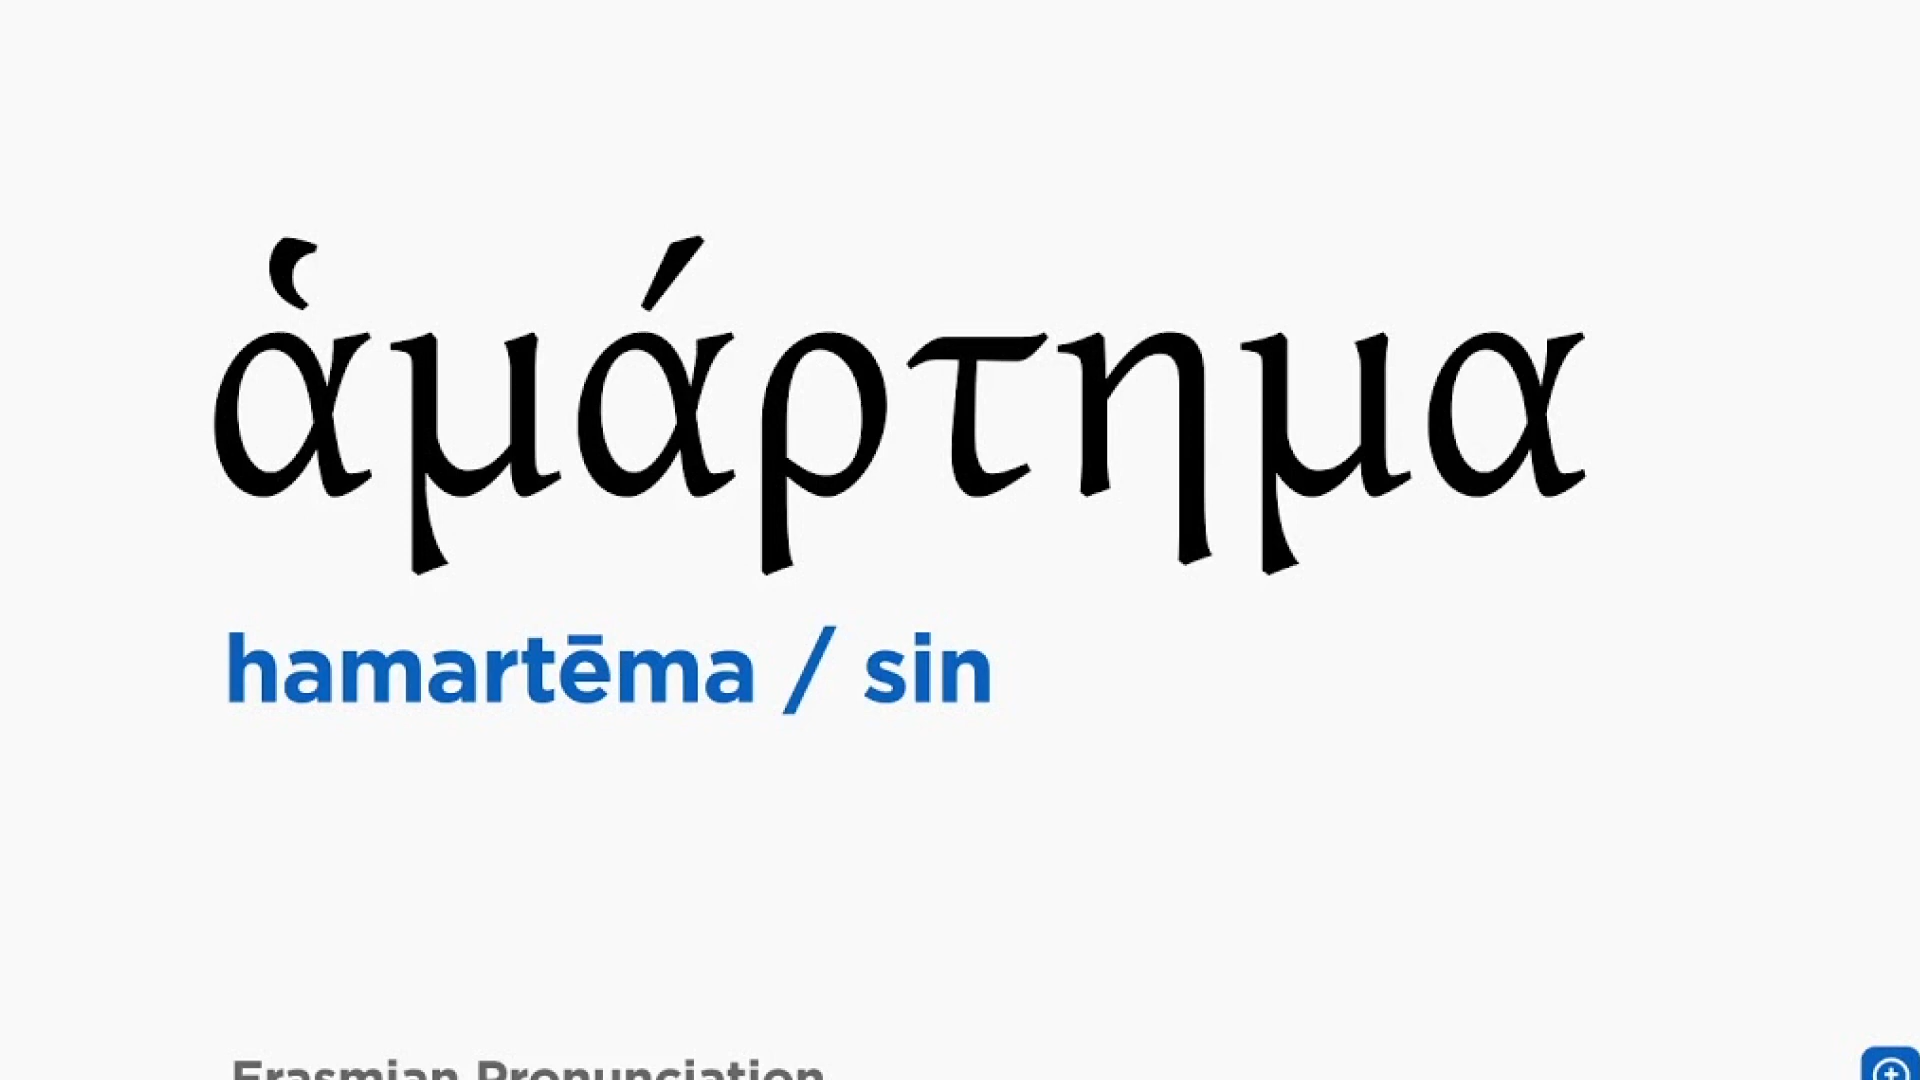 ἁμάρτημα
hamartēma / sin
Erasmian Pronunciation